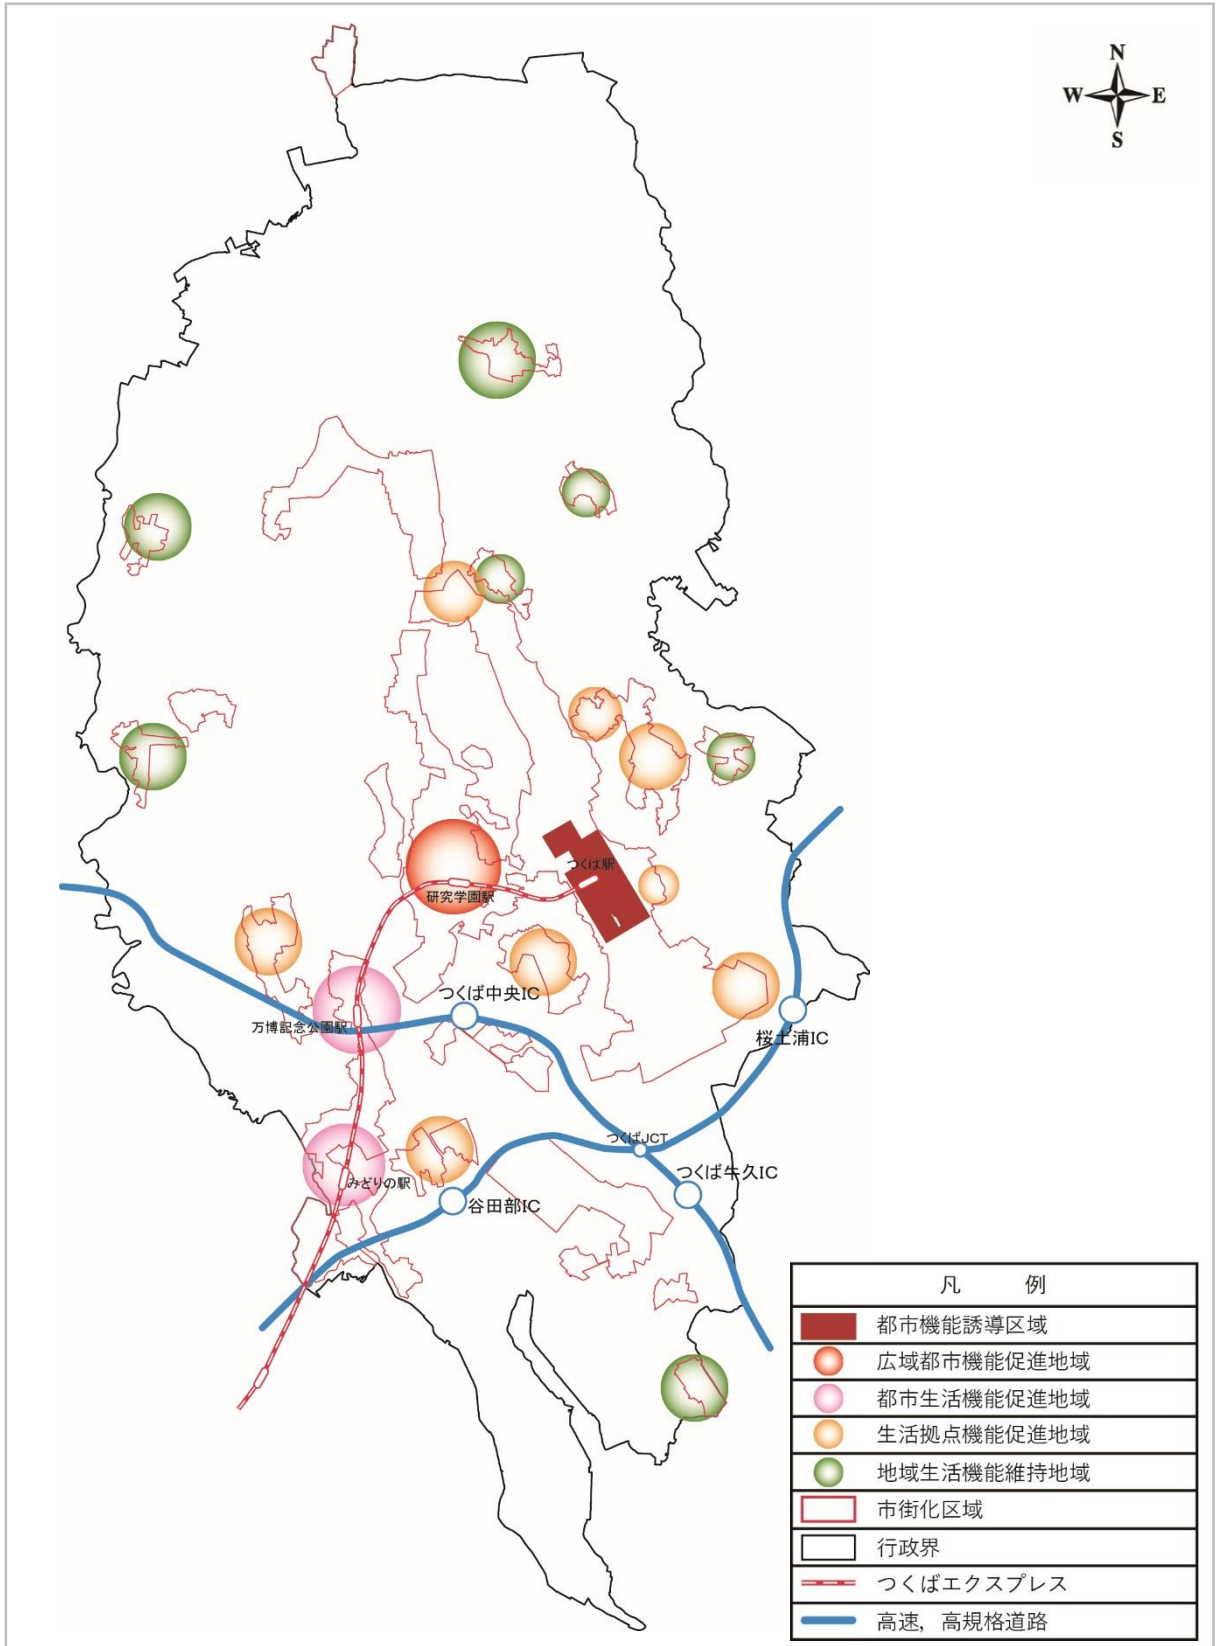 N
W E
S
つくば駅
研究学園駅
つくば中央IC
万博記念公園駅
桜土浦IC
つくばJCT
つくば牛久IC
みどりの駅
谷田部IC
凡 例
都市機能誘導区域
広域都市機能促進地域
都市生活機能促進地域
生活拠点機能促進地域
地域生活機能維持地域
市街化区域
行政界
つくばエクスプレス
高速，高規格道路